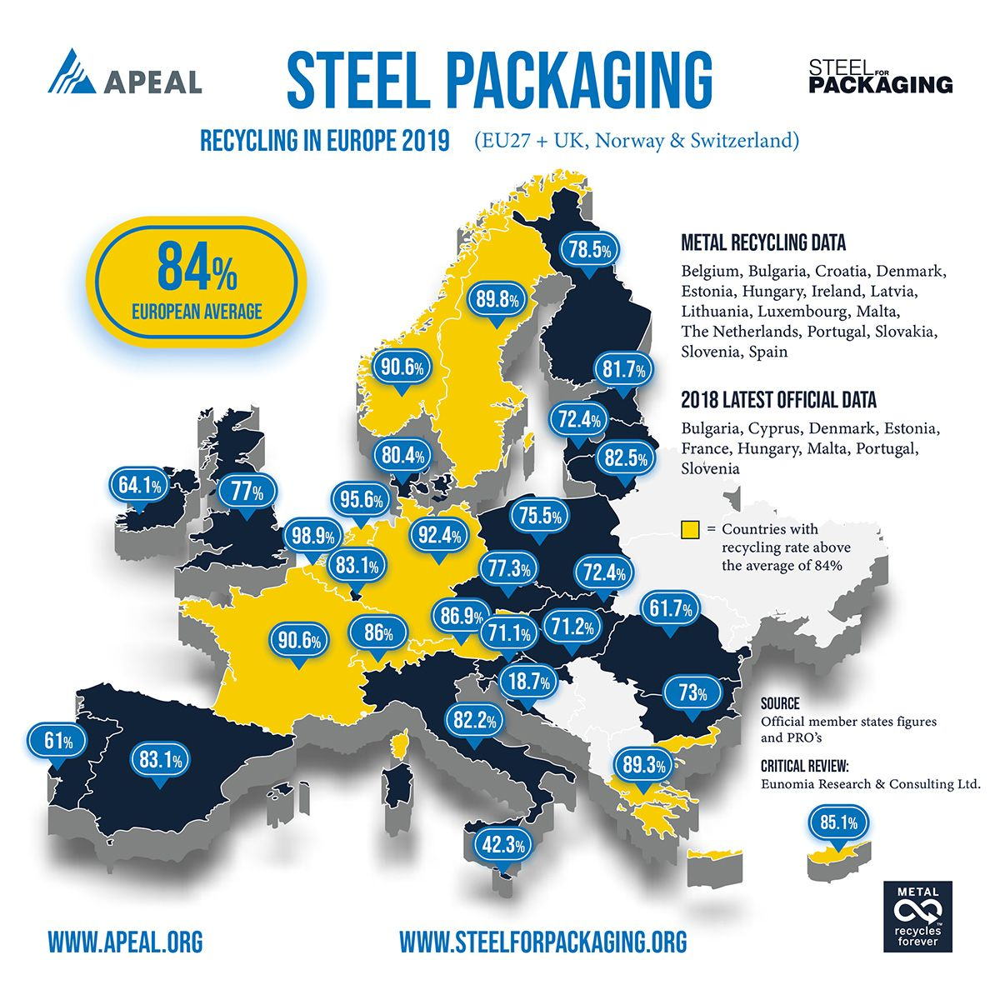 APEAL
STEEL PACKAGING
STEEL FOR
PACKAGING
RECYCLING IN EUROPE 2019 (EU27 + UK, Norway & Switzerland)
84%
EUROPEAN AVERAGE
METAL RECYCLING DATA
Belgium, Bulgaria, Croatia, Denmark,
Estonia, Hungary, Ireland, Latvia,
Lithuania, Luxembourg, Malta,
The Netherlands, Portugal, Slovakia,
Slovenia, Spain
2018 LATEST OFFICIAL DATA
Bulgaria, Cyprus, Denmark, Estonia,
France, Hungary, Malta, Portugal,
Slovenia
= Countries with
recycling rate above
the average of 84%
78.5%
89.8%
90.6%
81.7%
72.4%
80.4%
82.5%
64.1%
77%
95.6%
75.5%
98.9%
92.4%
83.1%
77.3%
72.4%
86.9%
61.7%
90.6%
86%
71.1%
71.2%
18.7%
73%
82.2%
61%
83.1%
89.3%
85.1%
42.3%
SOURCE
Official member states figures
and PRO's
CRITICAL REVIEW:
Eunomia Research & Consulting Ltd.
METAL
recycles
forever
TM
WWW.APEAL.ORG
WWW.STEELFORPACKAGING.ORG